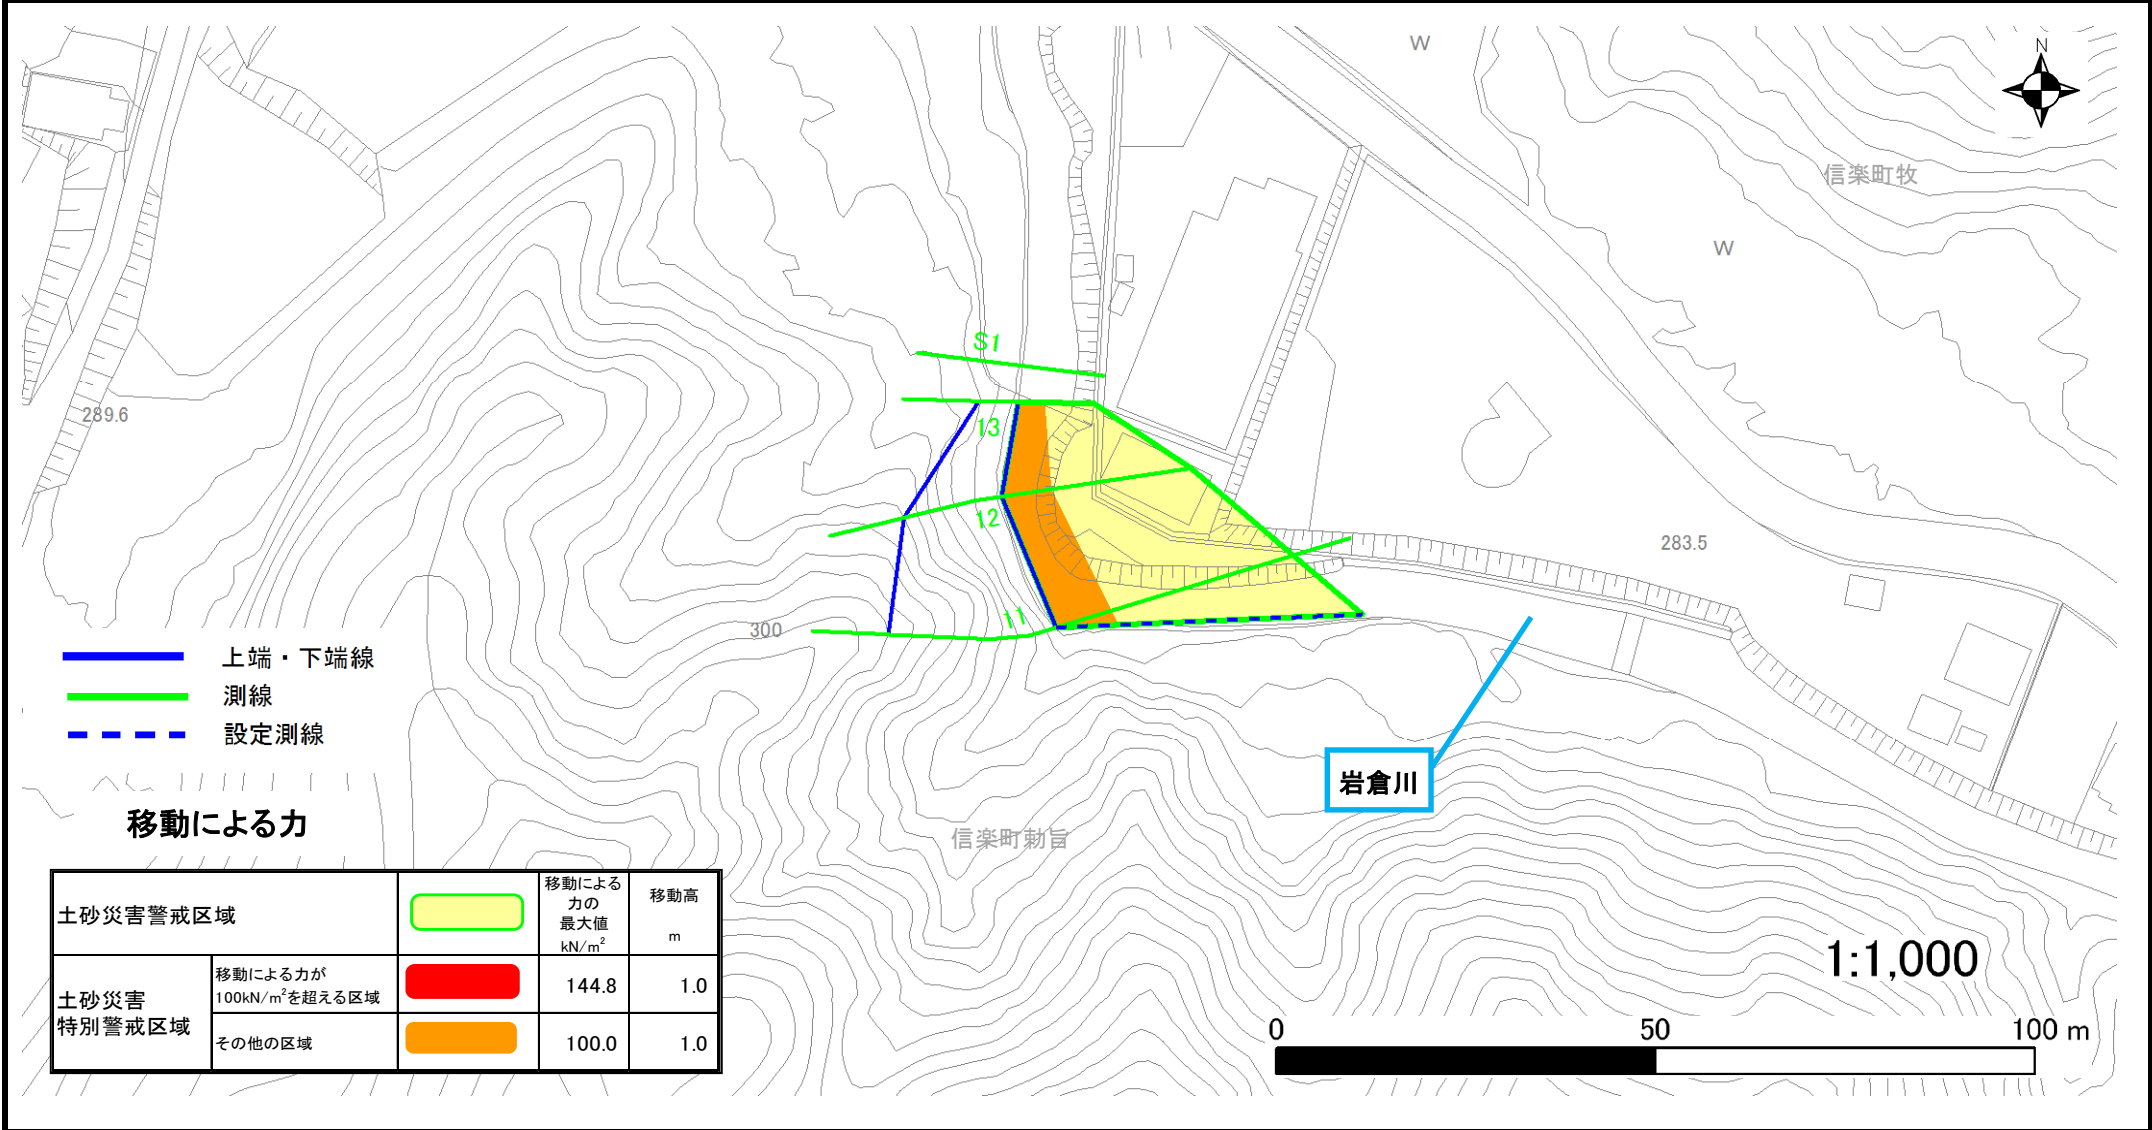 N
W
信楽町牧
W
S1
289.6
13
12
283.5
11
300
上端・下端線
測線
設定測線
岩倉川
移動による力
信楽町勅旨
土砂災害警戒区域
移動による
力の
最大値
kN/m²
移動高
m
土砂災害
特別警戒区域
移動による力が
100kN/m²を超える区域
144.8
1.0
その他の区域
100.0
1.0
1:1,000
0
50
100 m